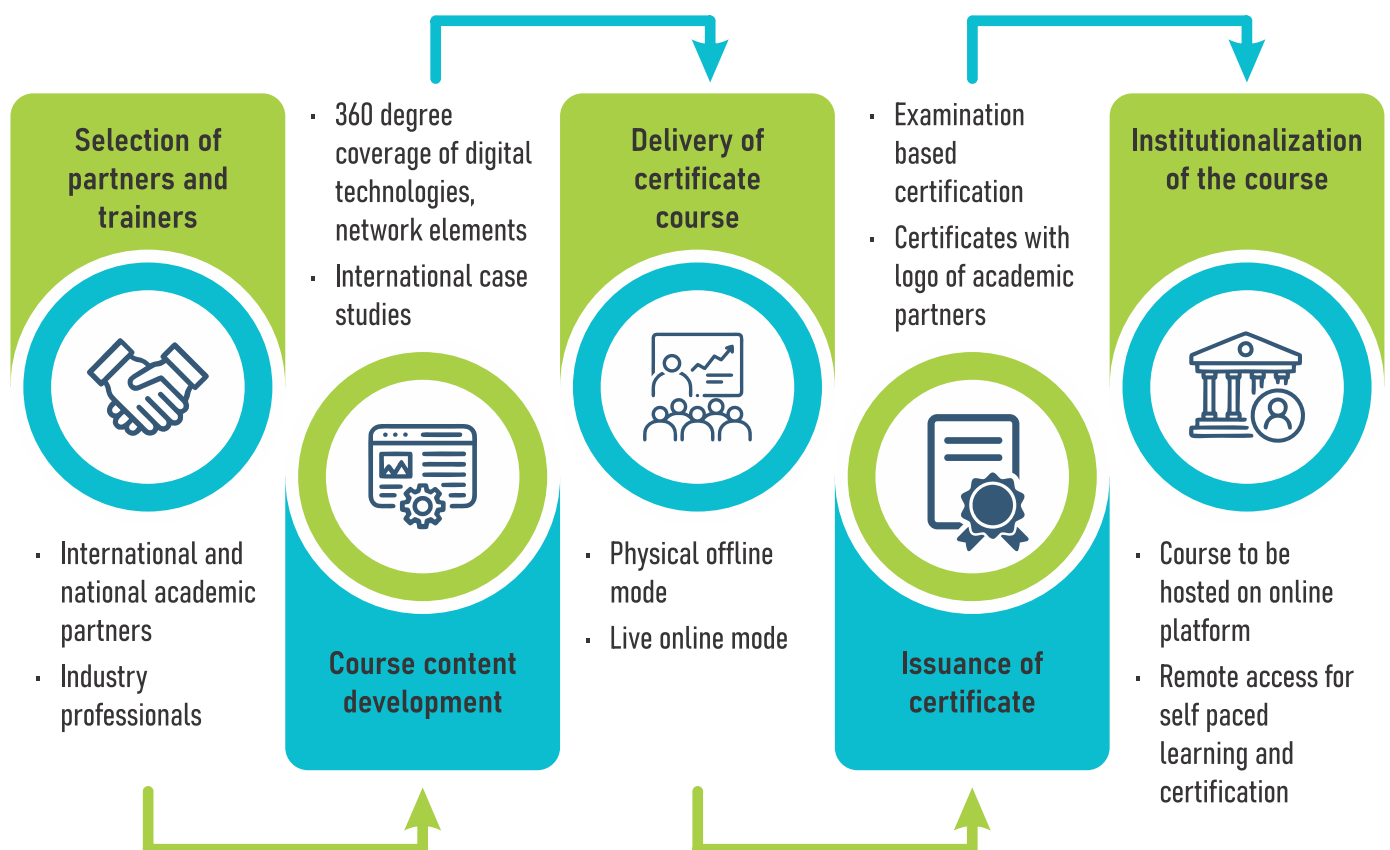 Selection of
partners and
trainers
· International and
national academic
partners
· Industry
professionals
· 360 degree
coverage of digital
technologies,
network elements
· International case
studies
Course content
development
Delivery of
certificate
course
· Physical offline
mode
· Live online mode
· Examination
based
certification
· Certificates with
logo of academic
partners
Issuance of
certificate
Institutionalization
of the course
· Course to be
hosted on online
platform
· Remote access for
self paced
learning and
certification